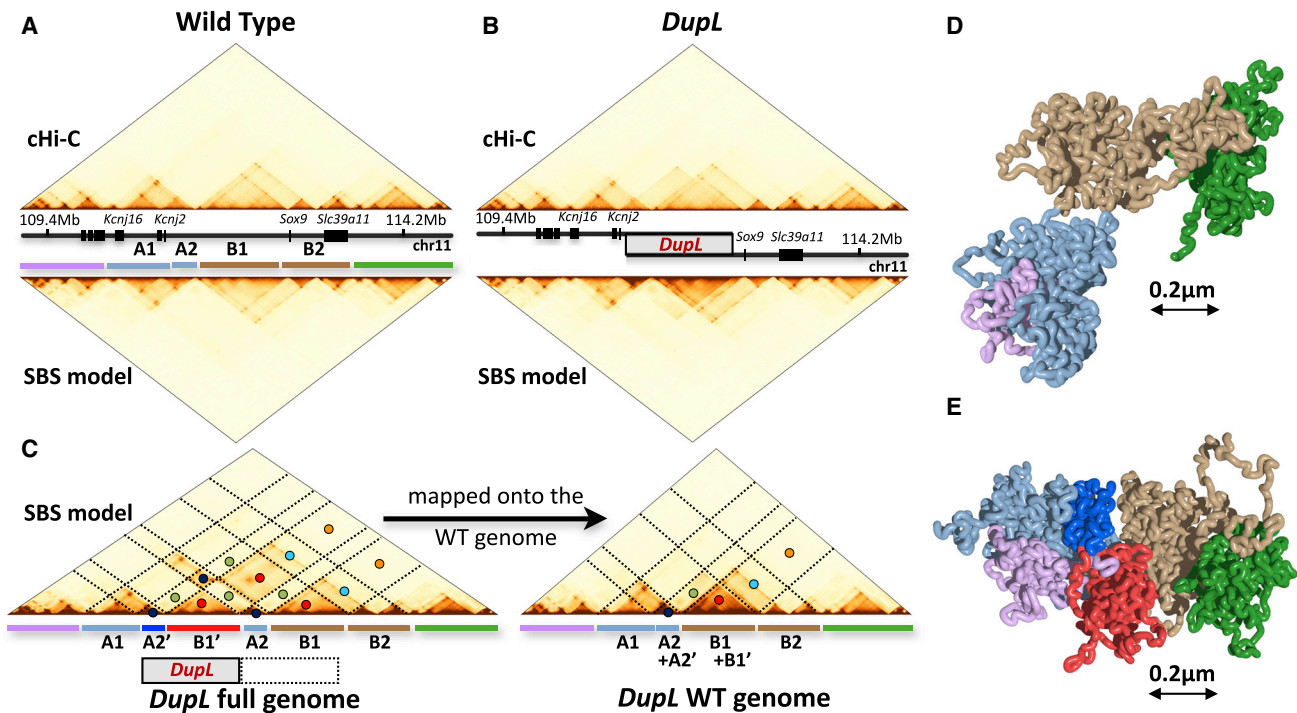 A
Wild Type
cHi-C
109.4Mb
Kcnj16
Kcnj2
Sox9
Slc39a11
114.2Mb
A1
A2
B1
B2
chr11
SBS model
B
DupL
cHi-C
109.4Mb
Kcnj16
Kcnj2
DupL
Sox9
Slc39a11
114.2Mb
chr11
SBS model
C
SBS model
mapped onto the
WT genome
A1
A2'
B1'
A2
B1
B2
DupL
DupL full genome
A1
A2
+A2'
B1
+B1'
B2
DupL WT genome
D
0.2μm
E
0.2μm